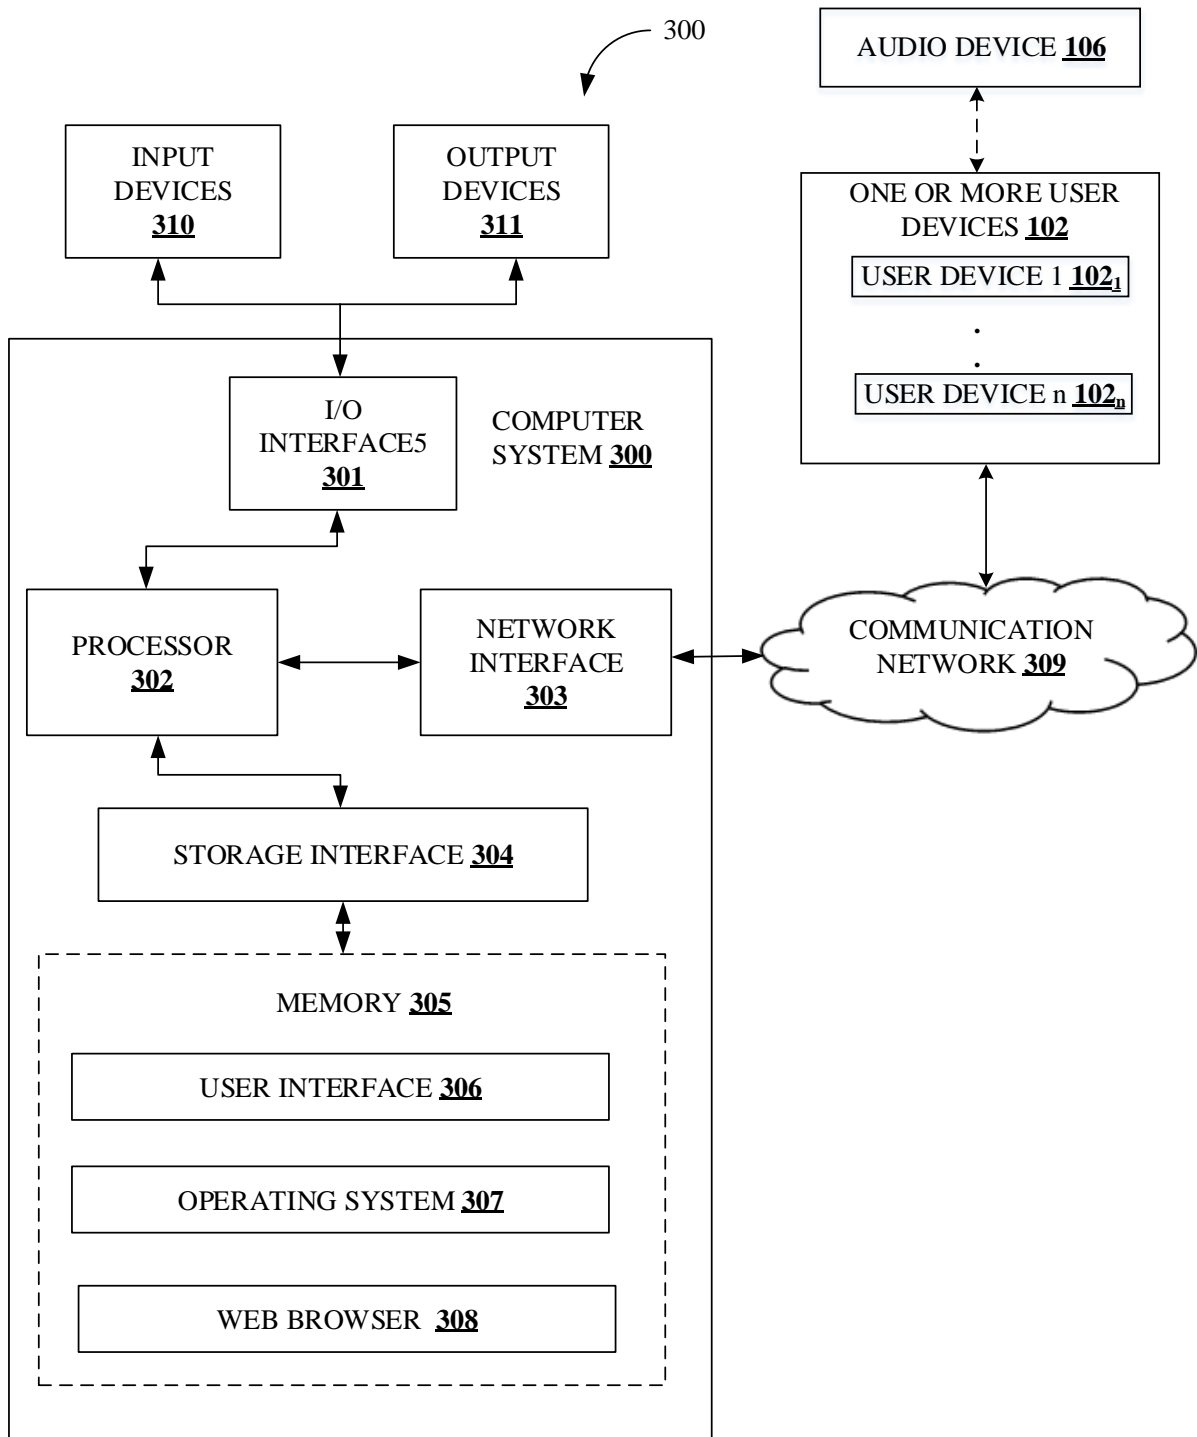 300
AUDIO DEVICE 106
INPUT
DEVICES
310
OUTPUT
DEVICES
311
ONE OR MORE USER
DEVICES 102
USER DEVICE 1 102₁
.
.
USER DEVICE n 102ₙ
I/O
INTERFACE5
301
COMPUTER
SYSTEM 300
PROCESSOR
302
NETWORK
INTERFACE
303
COMMUNICATION
NETWORK 309
STORAGE INTERFACE 304
MEMORY 305
USER INTERFACE 306
OPERATING SYSTEM 307
WEB BROWSER 308